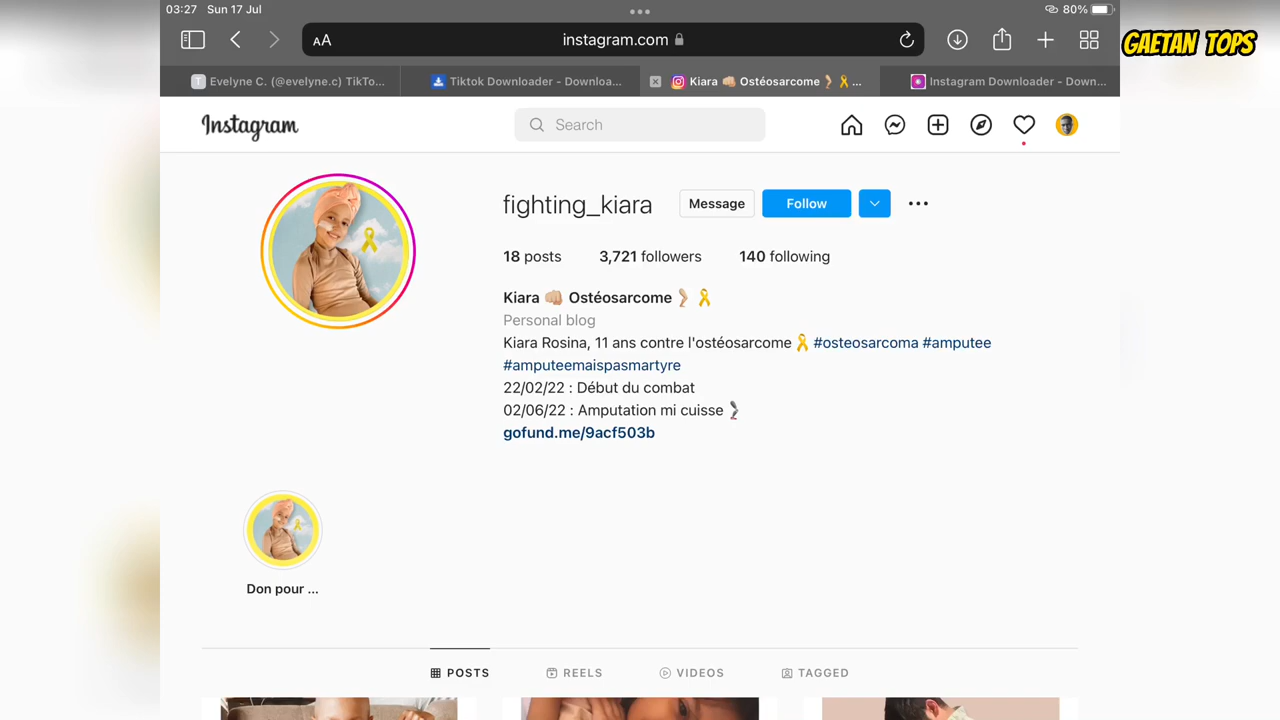 03:27 Sun 17 Jul
80%
GAETAN TOPS
AA
instagram.com
Evelyne C. (@evelyne.c) TikTo...
Tiktok Downloader - Downloa...
Kiara 👊🏼 Ostéosarcome 🦵🏼 🎗️...
Instagram Downloader - Down...
Instagram
Search
fighting_kiara
Message
Follow
18 posts
3,721 followers
140 following
Kiara 👊🏼 Ostéosarcome 🦵🏼 🎗️
Personal blog
Kiara Rosina, 11 ans contre l'ostéosarcome 🎗️ #osteosarcoma #amputee
#amputeemaispasmartyre
22/02/22 : Début du combat
02/06/22 : Amputation mi cuisse 🦿
gofund.me/9acf503b
Don pour ...
POSTS
REELS
VIDEOS
TAGGED